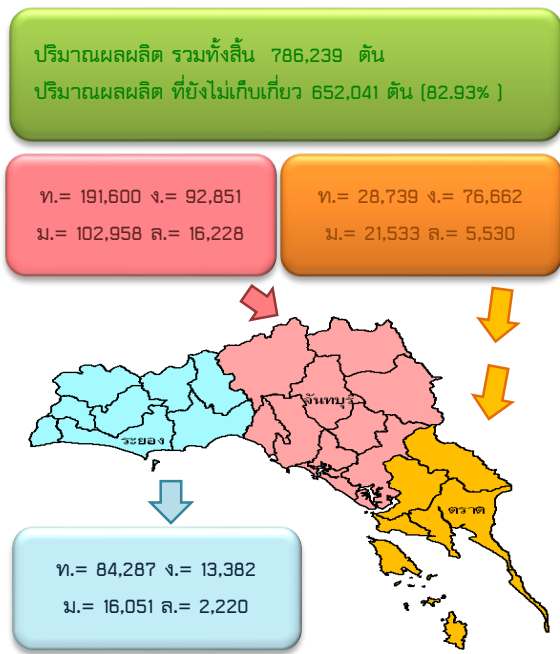 ปริมาณผลผลิต รวมทั้งสิ้น 786,239 ตัน
ปริมาณผลผลิต ที่ยังไม่เก็บเกี่ยว 652,041 ตัน (82.93% )
ท.= 191,600 ง.= 92,851
ม.= 102,958 ล.= 16,228
ท.= 28,739 ง.= 76,662
ม.= 21,533 ล.= 5,530
จันทบุรี
ระยอง
ตราด
ท.= 84,287 ง.= 13,382
ม.= 16,051 ล.= 2,220